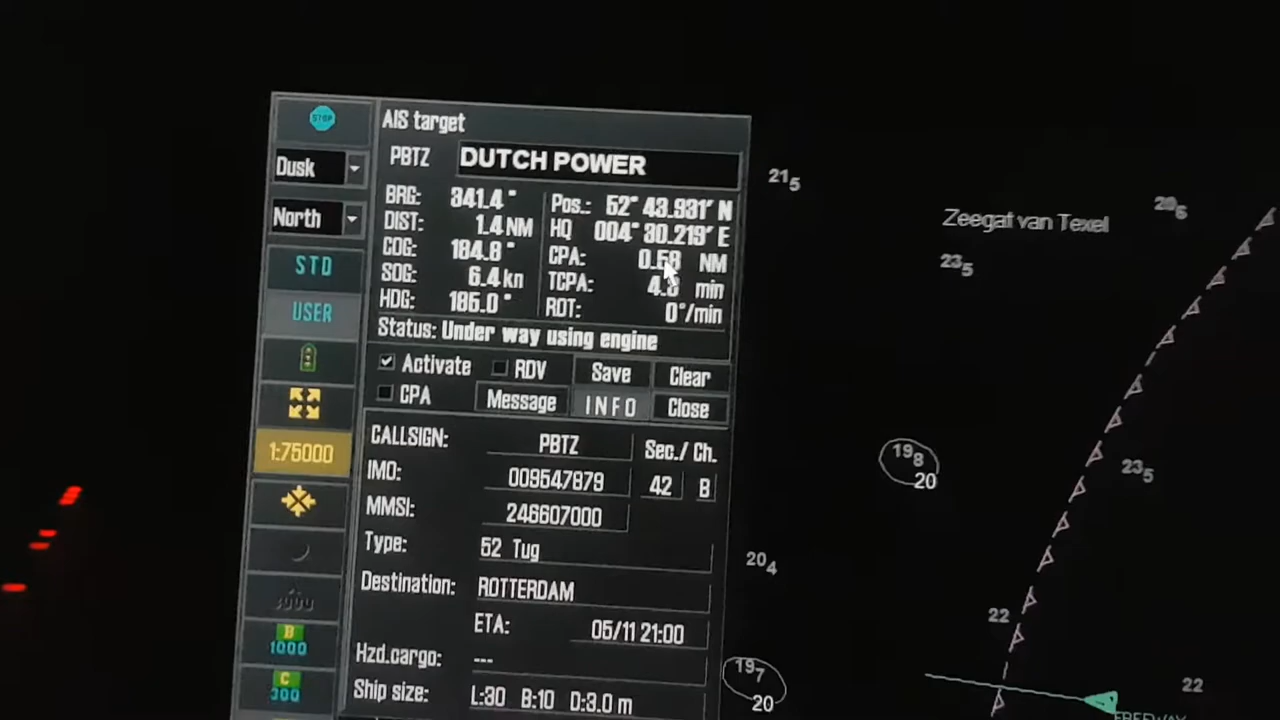 AIS target
Dusk
PBTZ DUTCH POWER
North
BRG: 341.4° Pos.: 52° 43.931' N
DIST: 1.4 NM HQ 004° 30.219' E
COG: 184.8° CPA: 0.58 NM
SOG: 6.4 kn TCPA: min
HDG: 185.0° ROT: 0°/min
STD
USER
Status: Under way using engine
Activate RDV Save Clear
CPA Message INFO Close
1:75000
CALLSIGN: PBTZ Sec./ Ch.
IMO: 009547879 42 B
MMSI: 246607000
Type: 52 Tug
Destination: ROTTERDAM
ETA: 05/11 21:00
Hzd.cargo: ---
Ship size: L:30 B:10 D:3.0 m
B
1000
C
300
21₅
Zeegat van Texel
20₆
23₅
19₈
20
23₅
20₄
22
19₇
20
22
FREEWAY